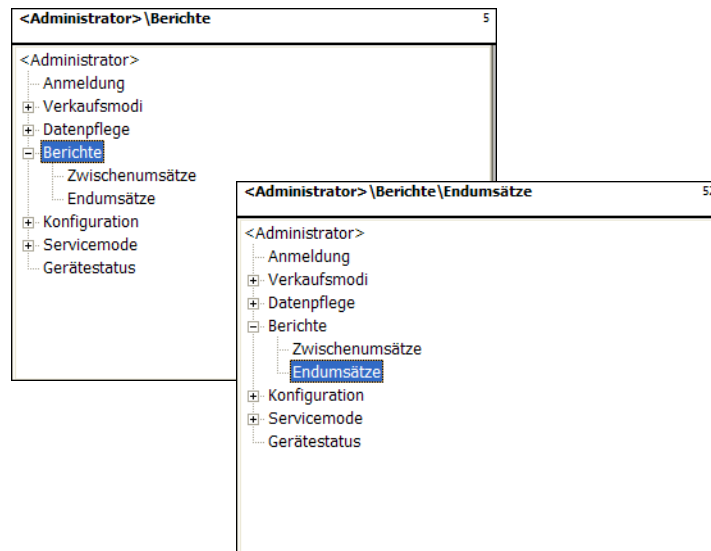 <Administrator>\Berichte 5
<Administrator>
Anmeldung
Verkaufsmodi
Datenpflege
Berichte
Zwischenumsätze
Endumsätze
Konfiguration
Servicemode
Gerätestatus
<Administrator>\Berichte\Endumsätze 52
<Administrator>
Anmeldung
Verkaufsmodi
Datenpflege
Berichte
Zwischenumsätze
Endumsätze
Konfiguration
Servicemode
Gerätestatus